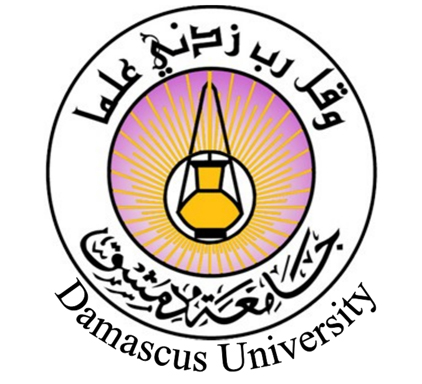 وقل رب زدني علما
جامعة دمشق
Damascus University